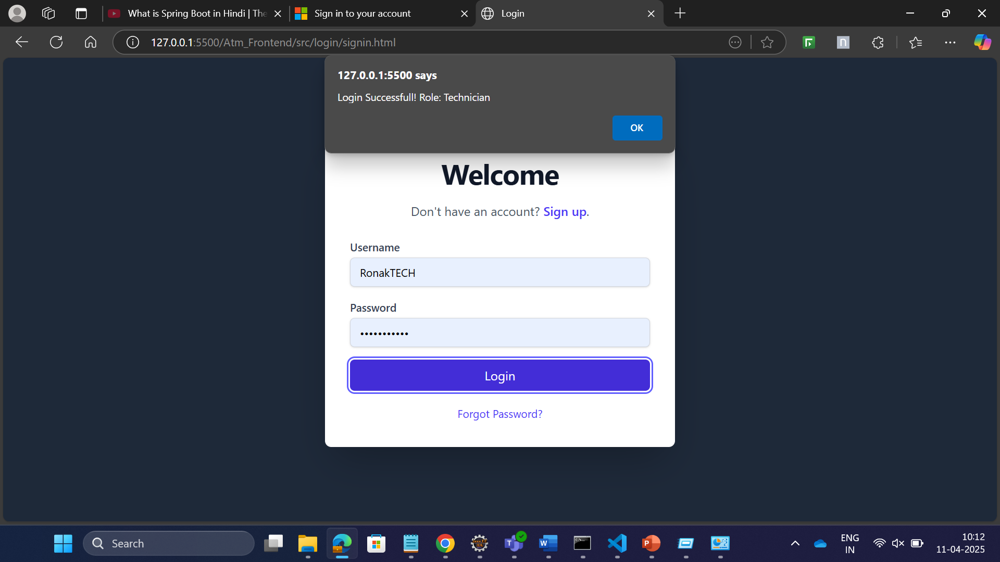 What is Spring Boot in Hindi | The
Sign in to your account
Login
127.0.0.1:5500/Atm_Frontend/src/login/signin.html
127.0.0.1:5500 says
Login Successfull! Role: Technician
OK
Welcome
Don't have an account? Sign up.
Username
RonakTECH
Password
•••••••••••
Login
Forgot Password?
Search
ENG
IN
10:12
11-04-2025